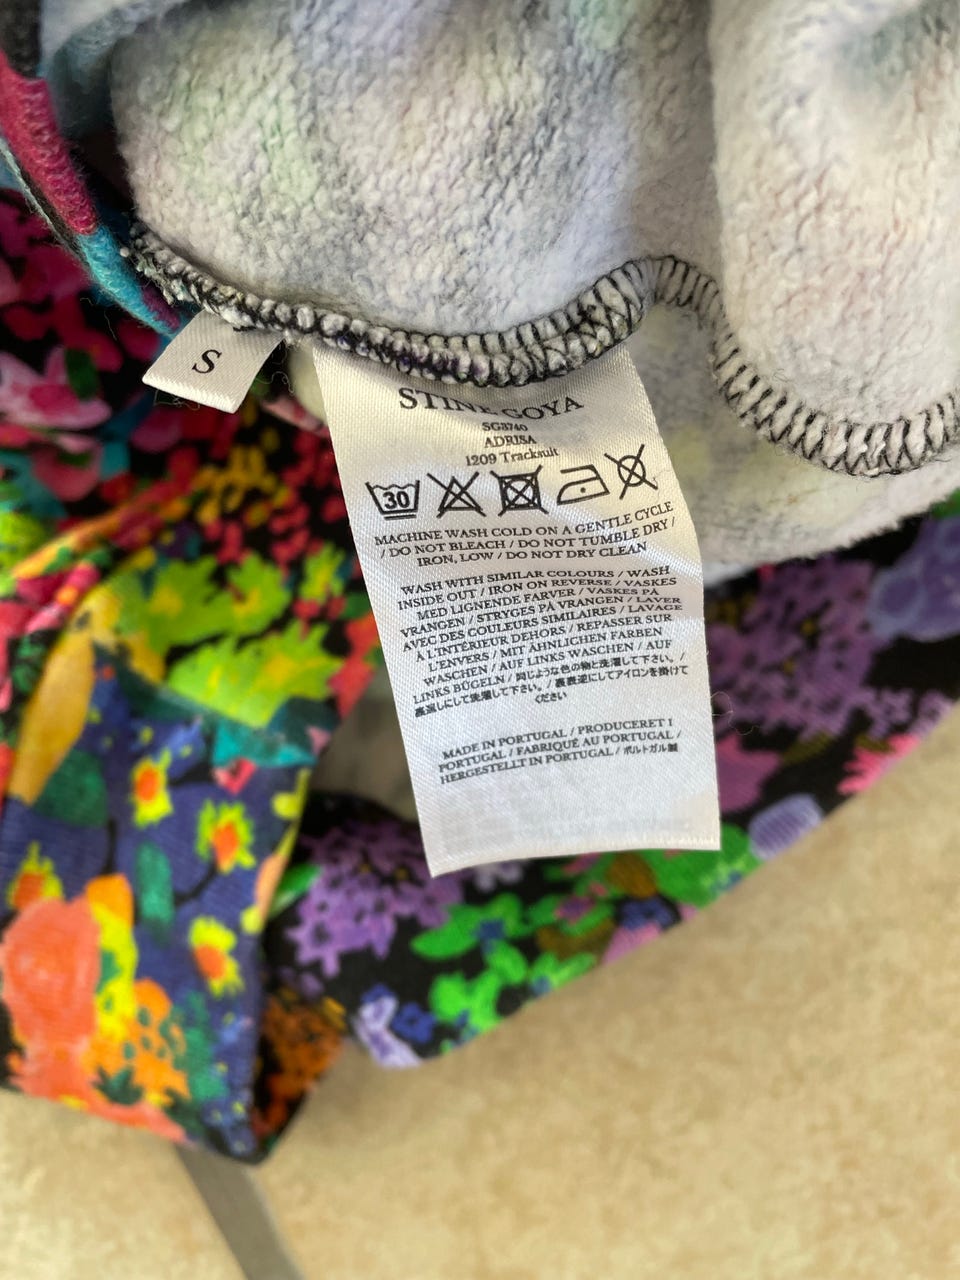 S
STINE GOYA
SG3740
ADRISA
1209 Tracksuit
30
MACHINE WASH COLD ON A GENTLE CYCLE
/ DO NOT BLEACH / DO NOT TUMBLE DRY /
IRON, LOW / DO NOT DRY CLEAN
WASH WITH SIMILAR COLOURS / WASH
INSIDE OUT / IRON ON REVERSE / VASKES
MED LIGNENDE FARVER / VASKES PÅ
VRANGEN / STRYGES PÅ VRANGEN / LAVER
AVEC DES COULEURS SIMILAIRES / LAVAGE
À L'INTÉRIEUR DEHORS / REPASSER SUR
L'ENVERS / MIT ÄHNLICHEN FARBEN
WASCHEN / AUF LINKS WASCHEN / AUF
LINKS BÜGELN / 同じような色の物と洗濯して下さい。/
裏返しにして洗濯して下さい。/ 裏表逆にしてアイロンを掛けて
ください
MADE IN PORTUGAL / PRODUCERET I
PORTUGAL / FABRIQUÉ AU PORTUGAL /
HERGESTELLT IN PORTUGAL / ポルトガル製